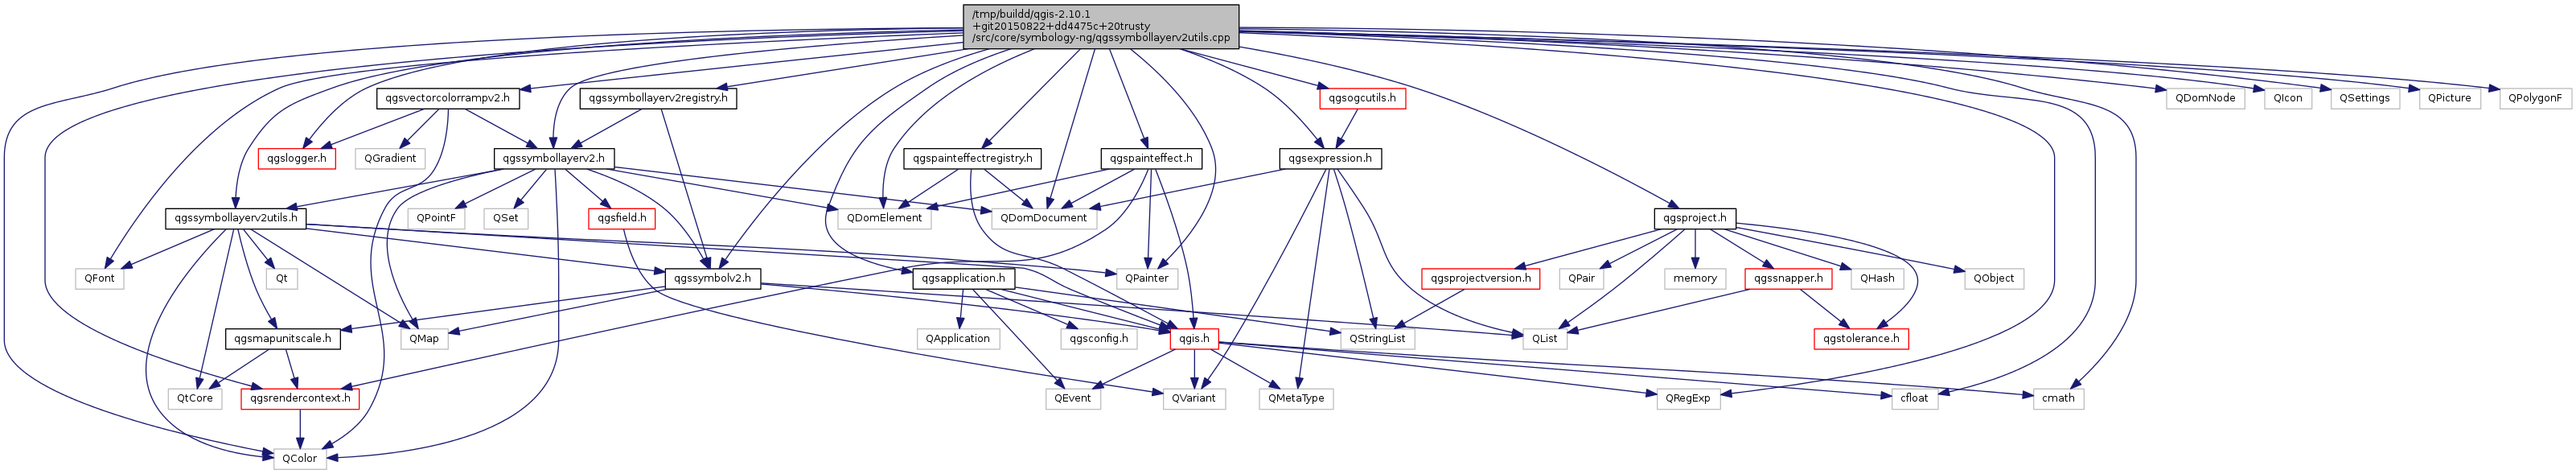 /tmp/buildd/qgis-2.10.1
+git20150822+dd4475c+20trusty
/src/core/symbology-ng/qgssymbollayerv2utils.cpp
qgsvectorcolorrampv2.h
qgssymbollayerv2registry.h
qgsogcutils.h
QDomNode
QIcon
QSettings
QPicture
QPolygonF
qgslogger.h
QGradient
qgssymbollayerv2.h
qgspainteffectregistry.h
qgspainteffect.h
qgsexpression.h
qgssymbollayerv2utils.h
QPointF
QSet
qgsfield.h
QDomElement
QDomDocument
qgsproject.h
QFont
Qt
qgssymbolv2.h
QPainter
qgsapplication.h
qgsprojectversion.h
QPair
memory
qgssnapper.h
QHash
QObject
qgsmapunitscale.h
QMap
QApplication
qgsconfig.h
qgis.h
QStringList
QList
qgstolerance.h
QtCore
qgsrendercontext.h
QEvent
QVariant
QMetaType
QRegExp
cfloat
cmath
QColor